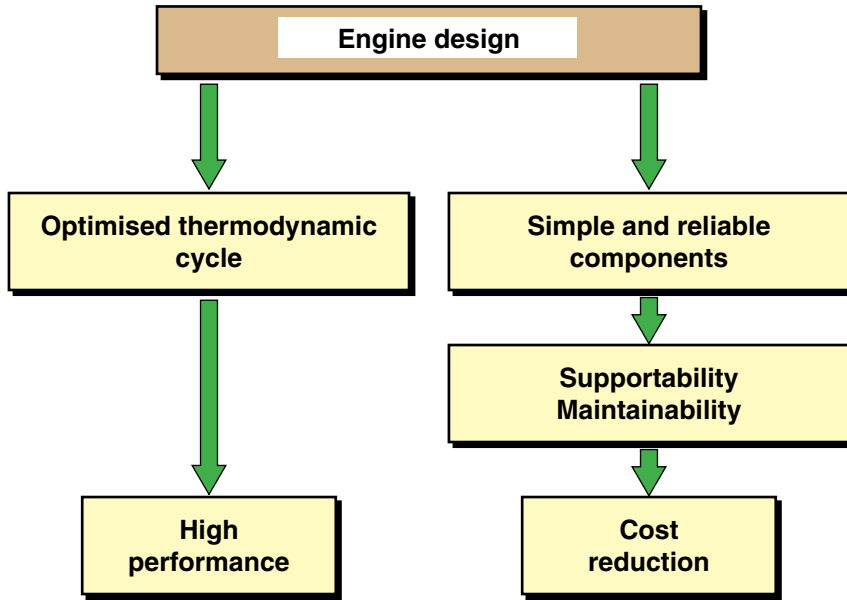 Engine design
Optimised thermodynamic
cycle
Simple and reliable
components
Supportability
Maintainability
High
performance
Cost
reduction